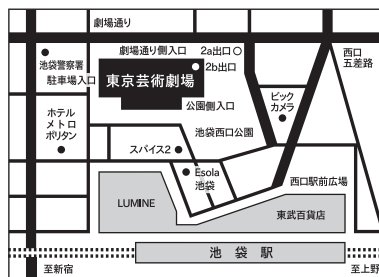 劇場通り
劇場通り側入口
2a出口
2b出口
西口
五差路
池袋警察署
駐車場入口
東京芸術劇場
公園側入口
ビック
カメラ
ホテル
メトロ
ポリタン
池袋西口公園
スパイス2
Esola
池袋
西口駅前広場
LUMINE
東武百貨店
池袋駅
至新宿
至上野